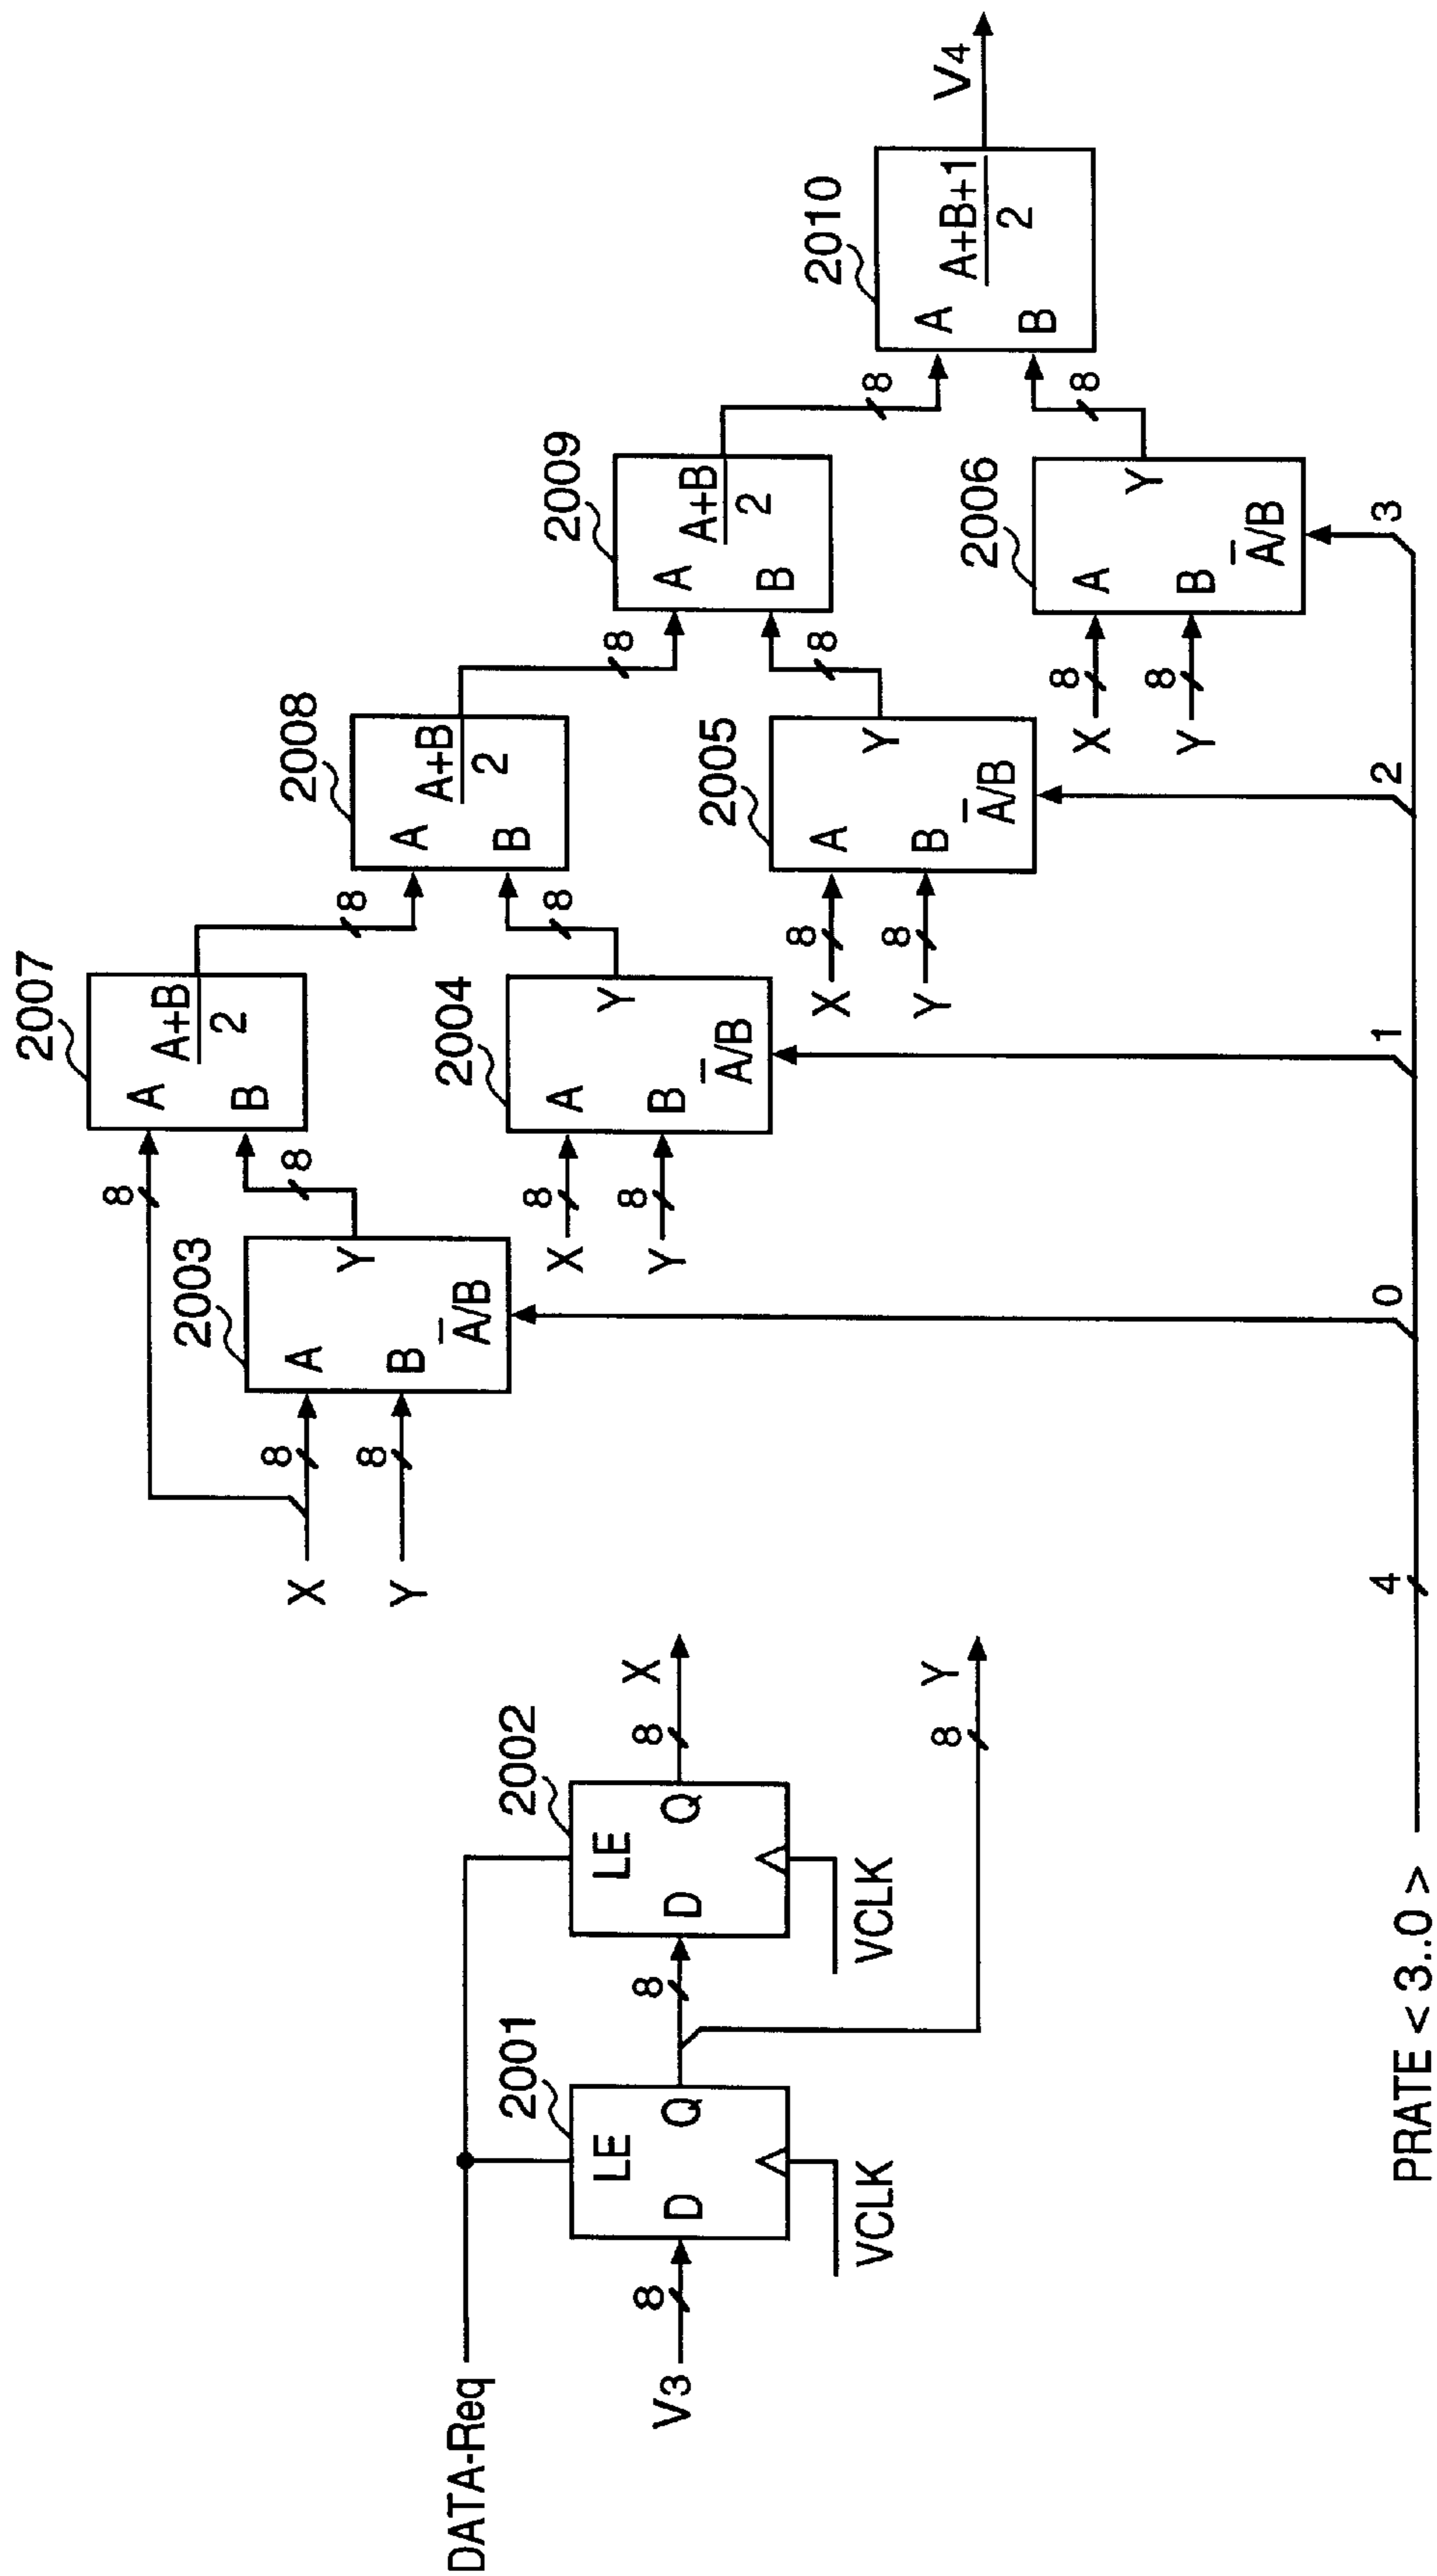 DATA-Req
V3
8
D
LE
Q
2001
VCLK
8
D
LE
Q
2002
VCLK
8
X
8
Y
X
Y
8
8
8
2003
A
B
Y
A̅/B
8
2007
A
B
A+B
2
8
X
Y
8
8
2004
A
B
Y
A̅/B
8
2008
A
B
A+B
2
8
X
Y
8
8
2005
A
B
Y
A̅/B
8
2009
A
B
A+B
2
8
X
Y
8
8
2006
A
B
Y
A̅/B
8
2010
A
B
A+B+1
2
V4
PRATE < 3..0 >
4
0
1
2
3